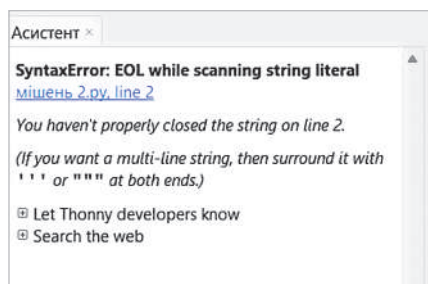 Асистент ×
SyntaxError: EOL while scanning string literal
мішень 2.py, line 2
You haven't properly closed the string on line 2.
(If you want a multi-line string, then surround it with
''' or """ at both ends.)
Let Thonny developers know
Search the web